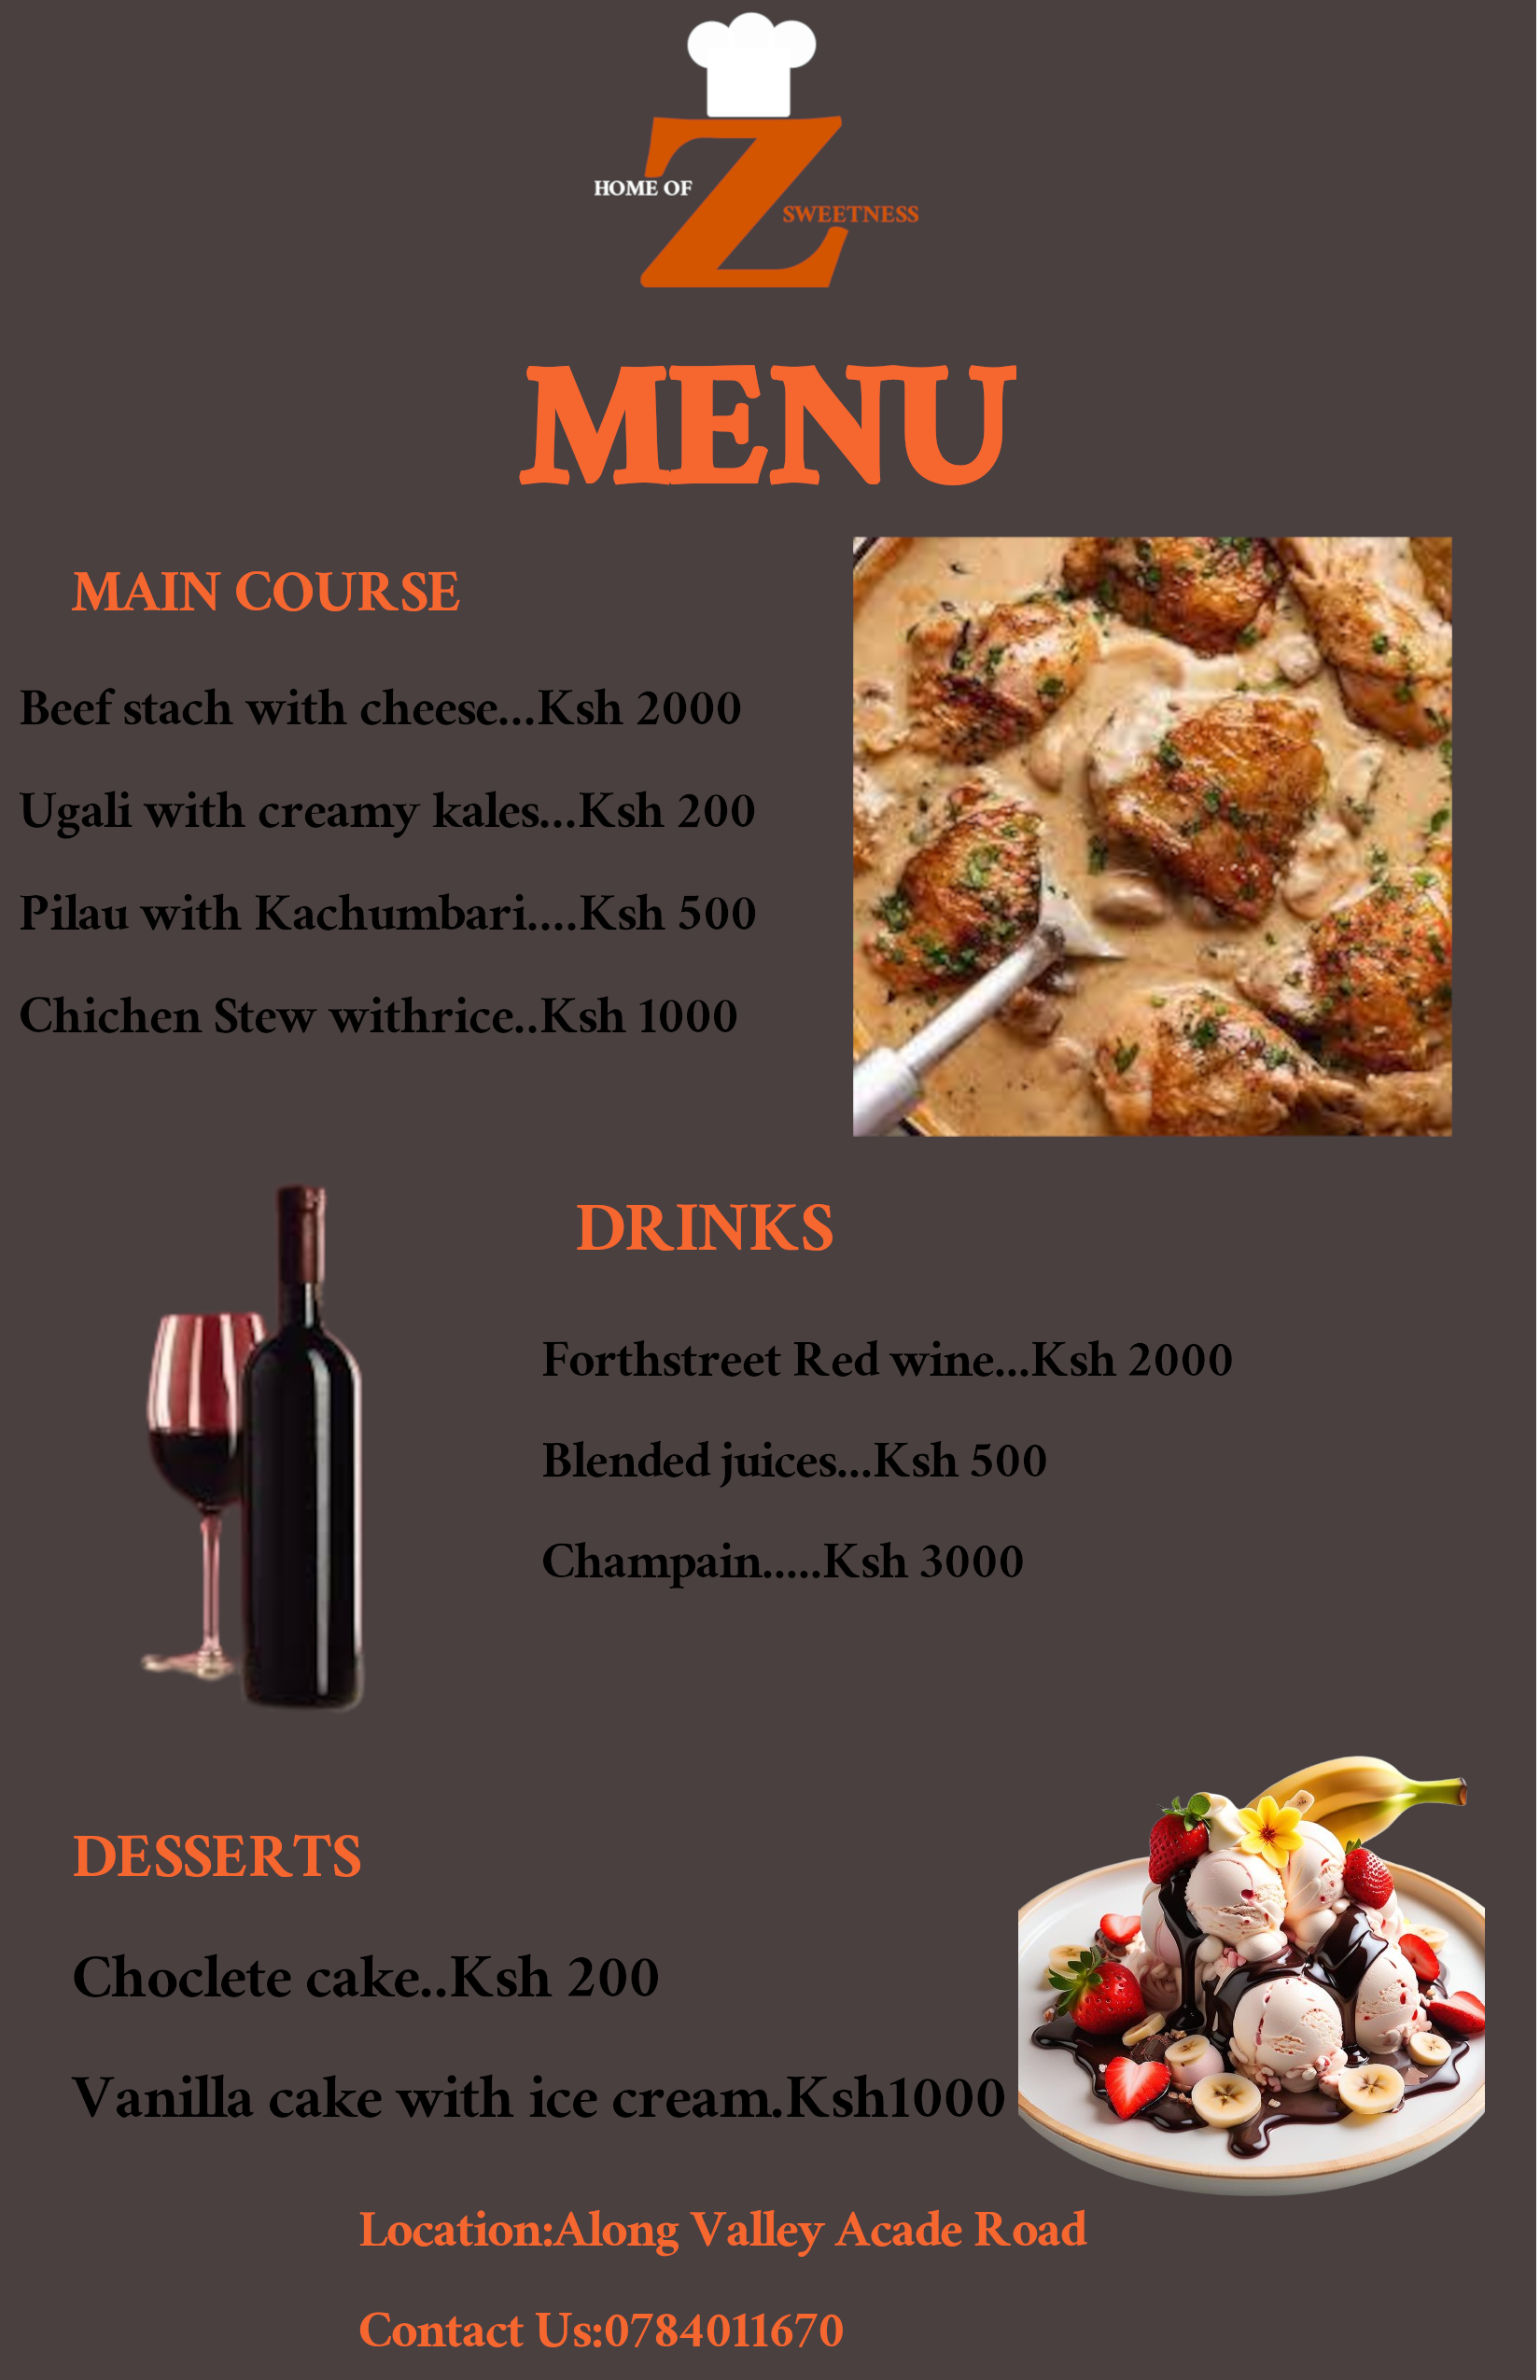 HOME OF
Z
SWEETNESS
MENU
MAIN COURSE
Beef stach with cheese...Ksh 2000
Ugali with creamy kales...Ksh 200
Pilau with Kachumbari....Ksh 500
Chichen Stew withrice..Ksh 1000
DRINKS
Forthstreet Red wine...Ksh 2000
Blended juices...Ksh 500
Champain.....Ksh 3000
DESSERTS
Choclete cake..Ksh 200
Vanilla cake with ice cream.Ksh1000
Location:Along Valley Acade Road
Contact Us:0784011670